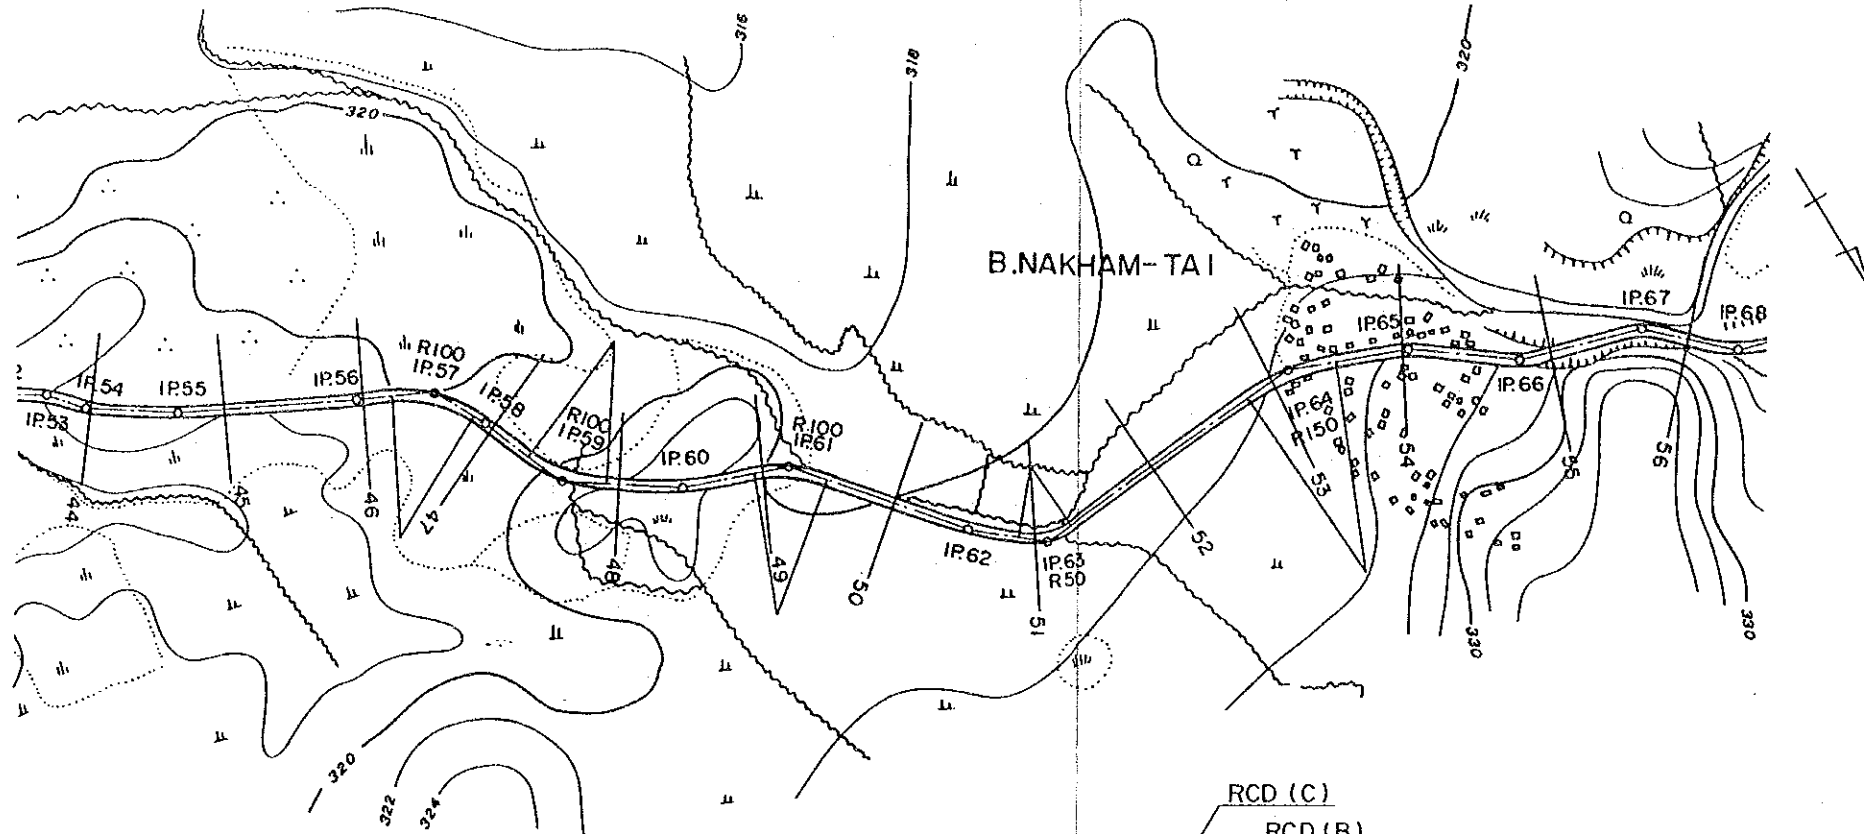 316
318
320
320
B.NAKHAM-TAI
IP.67
IP.68
IP.65
R100
IP.57
IP.54
IP.55
IP.56
IP.58
IP.53
R100
IP.59
R.100
IP.61
IP.60
IP.64
R150
IP.66
44
45
46
47
48
49
50
51
52
53
54
55
56
IP.62
IP.63
R50
330
330
320
322
324
RCD (C)
RCD (B)